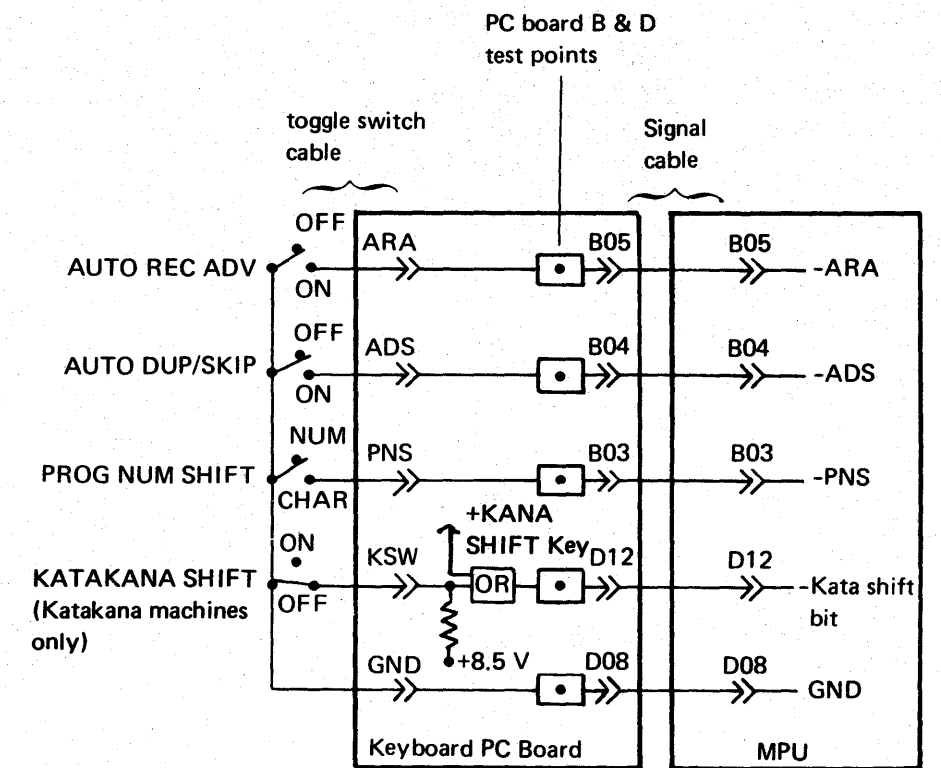 PC board B & D
test points
toggle switch
cable
Signal
cable
OFF
ARA
B05
B05
AUTO REC ADV
-ARA
ON
OFF
ADS
B04
B04
AUTO DUP/SKIP
-ADS
ON
NUM
PNS
B03
B03
PROG NUM SHIFT
-PNS
CHAR
+KANA
SHIFT Key
ON
KSW
D12
D12
KATAKANA SHIFT
OR
-Kata shift
bit
OFF
(Katakana machines
only)
+8.5 V
GND
D08
D08
GND
Keyboard PC Board
MPU